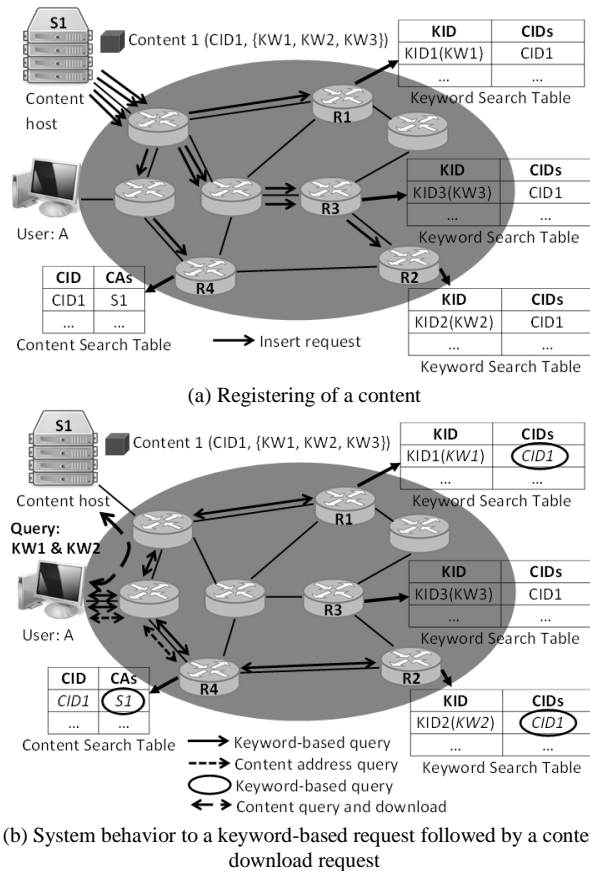 S1
Content 1 (CID1, {KW1, KW2, KW3})
Content host
KID CIDs
KID1(KW1) CID1
... ...
Keyword Search Table
R1
KID CIDs
KID3(KW3) CID1
... ...
Keyword Search Table
R3
User: A
R4
R2
CID CAs
CID1 S1
... ...
Content Search Table
KID CIDs
KID2(KW2) CID1
... ...
Keyword Search Table
Insert request
(a) Registering of a content
S1
Content 1 (CID1, {KW1, KW2, KW3})
Content host
KID CIDs
KID1(KW1) CID1
... ...
Keyword Search Table
R1
Query:
KW1 & KW2
KID CIDs
KID3(KW3) CID1
... ...
Keyword Search Table
R3
User: A
R4
R2
CID CAs
CID1 S1
... ...
Content Search Table
KID CIDs
KID2(KW2) CID1
... ...
Keyword Search Table
Keyword-based query
Content address query
Keyword-based query
Content query and download
(b) System behavior to a keyword-based request followed by a conte
download request